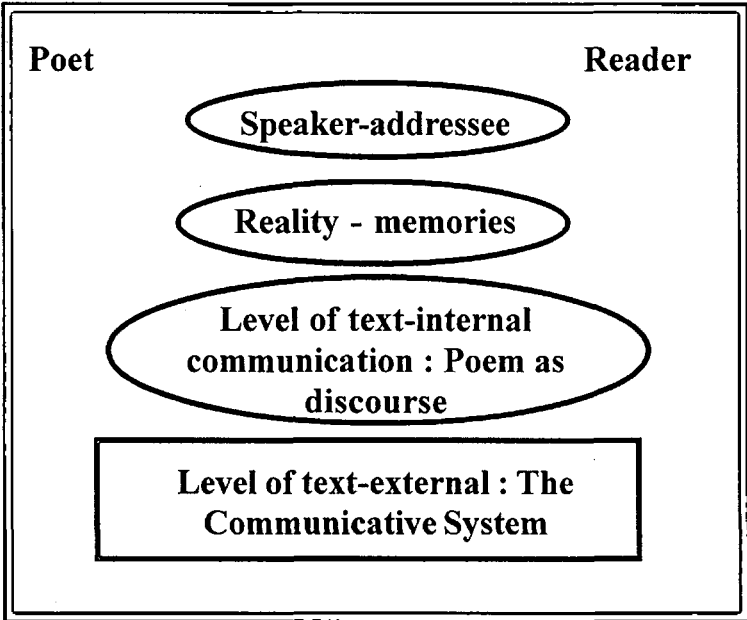 Poet Reader
Speaker-addressee
Reality - memories
Level of text-internal
communication : Poem as
discourse
Level of text-external : The
Communicative System